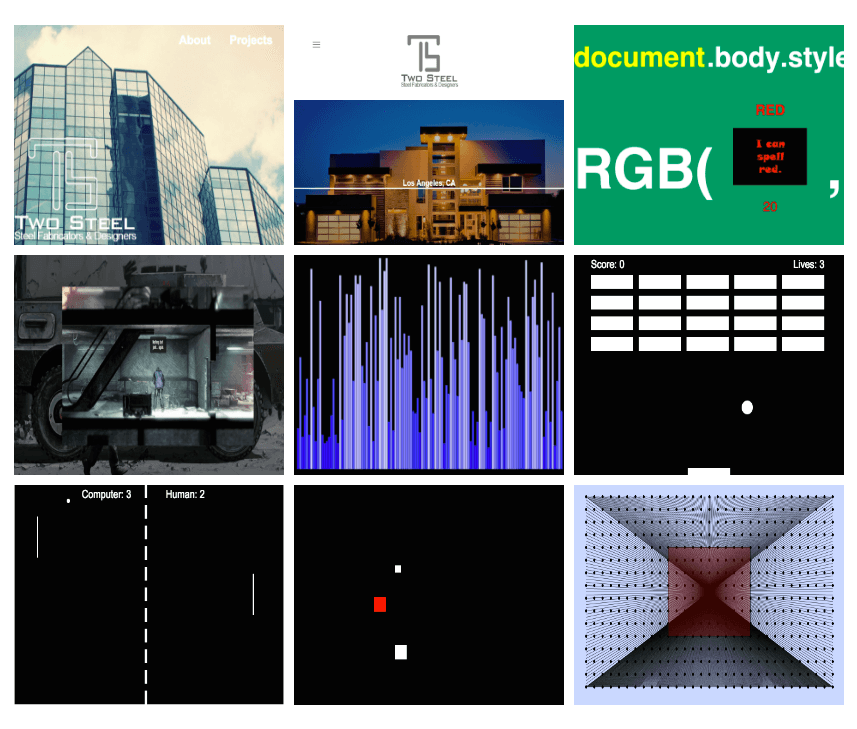 About Projects
TWO STEEL
Steel Fabricators & Designers
TWO STEEL
Steel Fabricators & Designers
Los Angeles, CA
document.body.style
RED
RGB(
I can
spell
red.
,
20
Score: 0 Lives: 3
Computer: 3 Human: 2